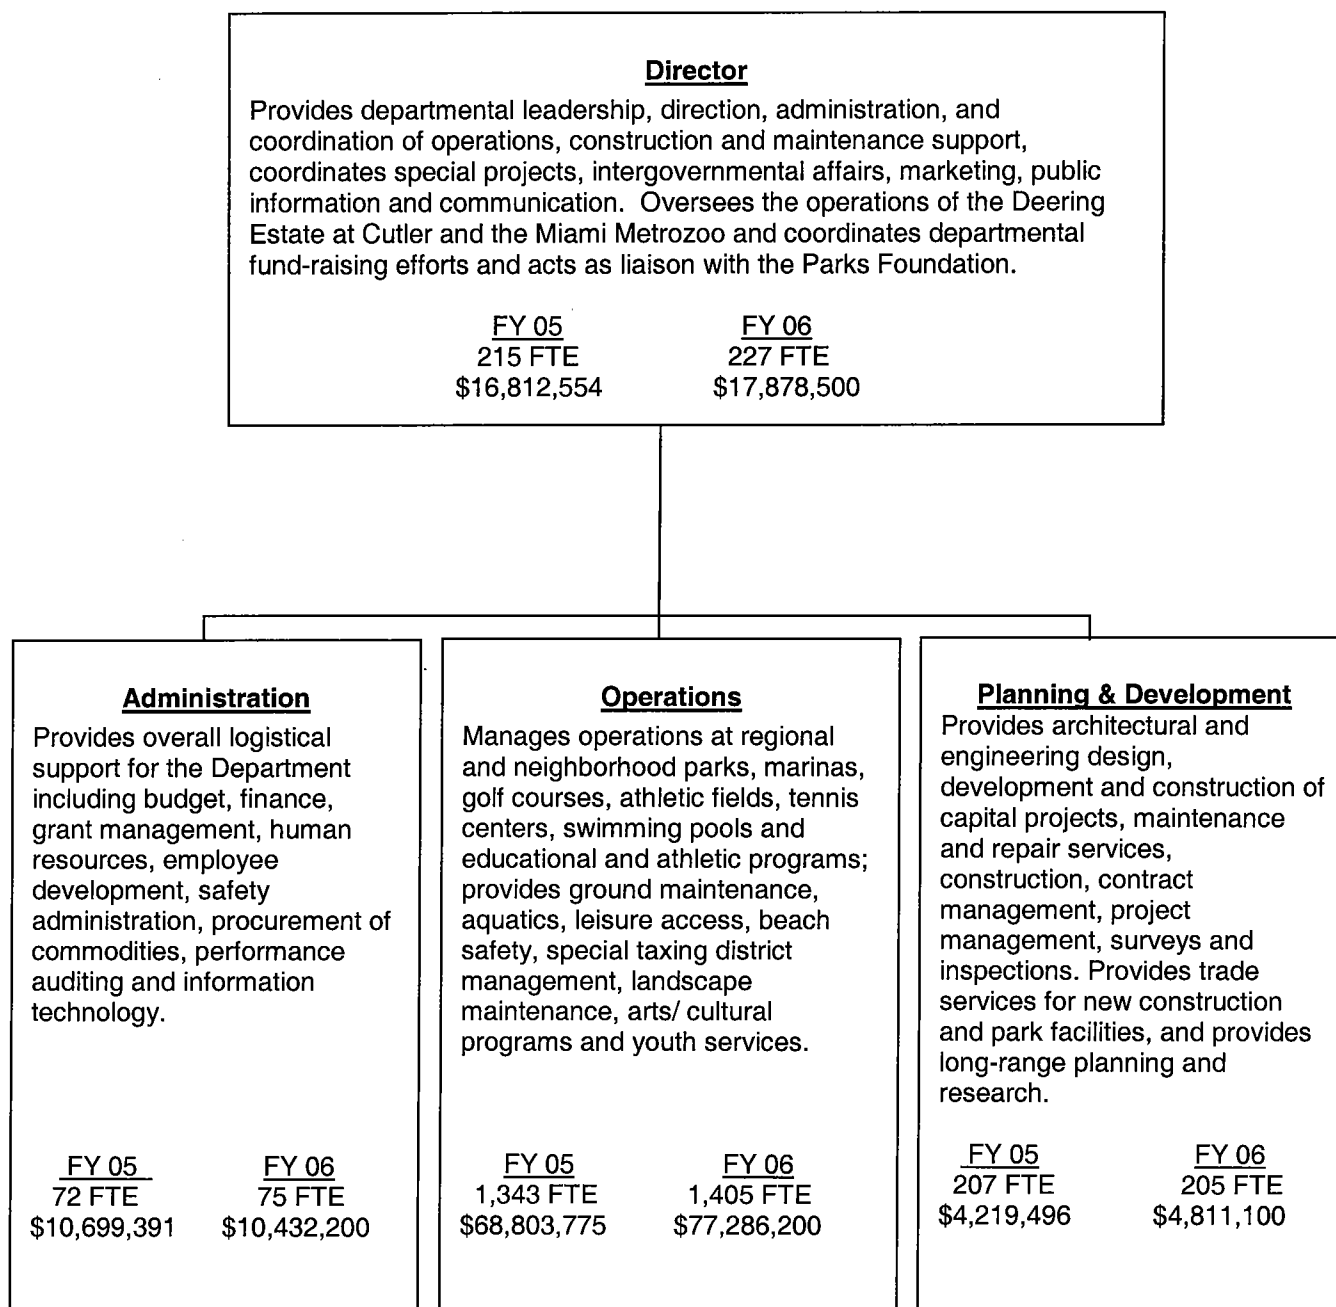 Director
Provides departmental leadership, direction, administration, and
coordination of operations, construction and maintenance support,
coordinates special projects, intergovernmental affairs, marketing, public
information and communication. Oversees the operations of the Deering
Estate at Cutler and the Miami Metrozoo and coordinates departmental
fund-raising efforts and acts as liaison with the Parks Foundation.
FY 05 FY 06
215 FTE 227 FTE
$16,812,554 $17,878,500
Administration
Provides overall logistical
support for the Department
including budget, finance,
grant management, human
resources, employee
development, safety
administration, procurement of
commodities, performance
auditing and information
technology.
FY 05 FY 06
72 FTE 75 FTE
$10,699,391 $10,432,200
Operations
Manages operations at regional
and neighborhood parks, marinas,
golf courses, athletic fields, tennis
centers, swimming pools and
educational and athletic programs;
provides ground maintenance,
aquatics, leisure access, beach
safety, special taxing district
management, landscape
maintenance, arts/ cultural
programs and youth services.
FY 05 FY 06
1,343 FTE 1,405 FTE
$68,803,775 $77,286,200
Planning & Development
Provides architectural and
engineering design,
development and construction of
capital projects, maintenance
and repair services,
construction, contract
management, project
management, surveys and
inspections. Provides trade
services for new construction
and park facilities, and provides
long-range planning and
research.
FY 05 FY 06
207 FTE 205 FTE
$4,219,496 $4,811,100